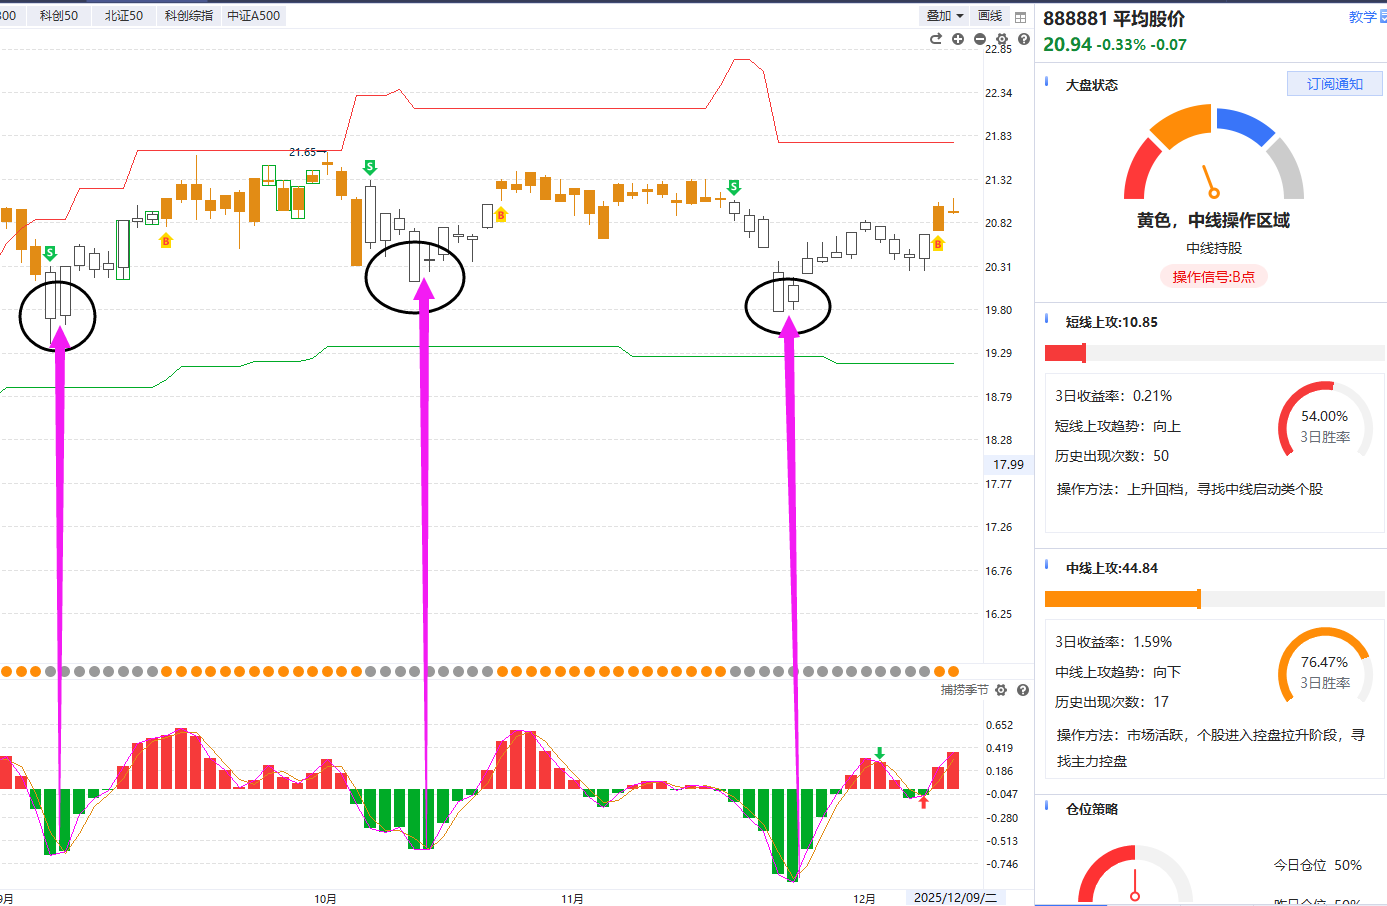 300 科创50 北证50 科创综指 中证A500
叠加 画线
22.85
22.34
21.83
21.32
20.82
20.31
19.80
19.29
18.79
18.28
17.99
17.77
17.26
16.76
16.25
21.65
S
B
S
B
S
B
捕捞季节
0.652
0.419
0.186
-0.047
-0.280
-0.513
-0.746
9月 10月 11月 12月 2025/12/09/二
888881 平均股价 教学
20.94 -0.33% -0.07
大盘状态 订阅通知
黄色，中线操作区域
中线持股
操作信号:B点
短线上攻:10.85
3日收益率：0.21%
短线上攻趋势：向上
历史出现次数：50
54.00%
3日胜率
操作方法：上升回档，寻找中线启动类个股
中线上攻:44.84
3日收益率：1.59%
中线上攻趋势：向下
历史出现次数：17
76.47%
3日胜率
操作方法：市场活跃，个股进入控盘拉升阶段，寻
找主力控盘
仓位策略
今日仓位 50%
昨日仓位 50%